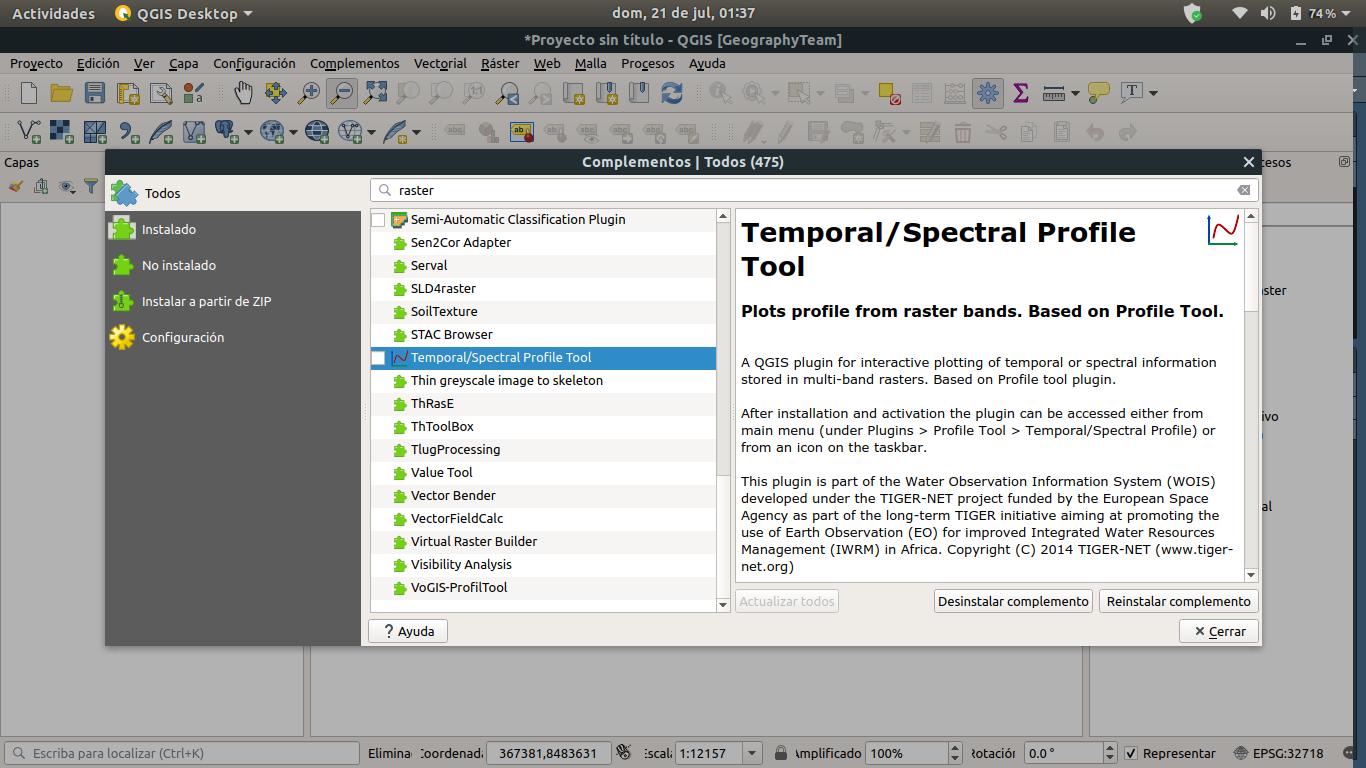 Actividades
QGIS Desktop
dom, 21 de jul, 01:37
74%
*Proyecto sin título - QGIS [GeographyTeam]
Proyecto Edición Ver Capa Configuración Complementos Vectorial Ráster Web Malla Procesos Ayuda
Capas
Complementos | Todos (475)
Todos
Instalado
No instalado
Instalar a partir de ZIP
Configuración
raster
Semi-Automatic Classification Plugin
Sen2Cor Adapter
Serval
SLD4raster
SoilTexture
STAC Browser
Temporal/Spectral Profile Tool
Thin greyscale image to skeleton
ThRasE
ThToolBox
TlugProcessing
Value Tool
Vector Bender
VectorFieldCalc
Virtual Raster Builder
Visibility Analysis
VoGIS-ProfilTool
Temporal/Spectral Profile
Tool
Plots profile from raster bands. Based on Profile Tool.
A QGIS plugin for interactive plotting of temporal or spectral information
stored in multi-band rasters. Based on Profile tool plugin.
After installation and activation the plugin can be accessed either from
main menu (under Plugins > Profile Tool > Temporal/Spectral Profile) or
from an icon on the taskbar.
This plugin is part of the Water Observation Information System (WOIS)
developed under the TIGER-NET project funded by the European Space
Agency as part of the long-term TIGER initiative aiming at promoting the
use of Earth Observation (EO) for improved Integrated Water Resources
Management (IWRM) in Africa. Copyright (C) 2014 TIGER-NET (www.tiger-
net.org)
Actualizar todos
Desinstalar complemento
Reinstalar complemento
Ayuda
Cerrar
Escriba para localizar (Ctrl+K)
367381,8483631
1:12157
100%
0.0 °
Representar
EPSG:32718